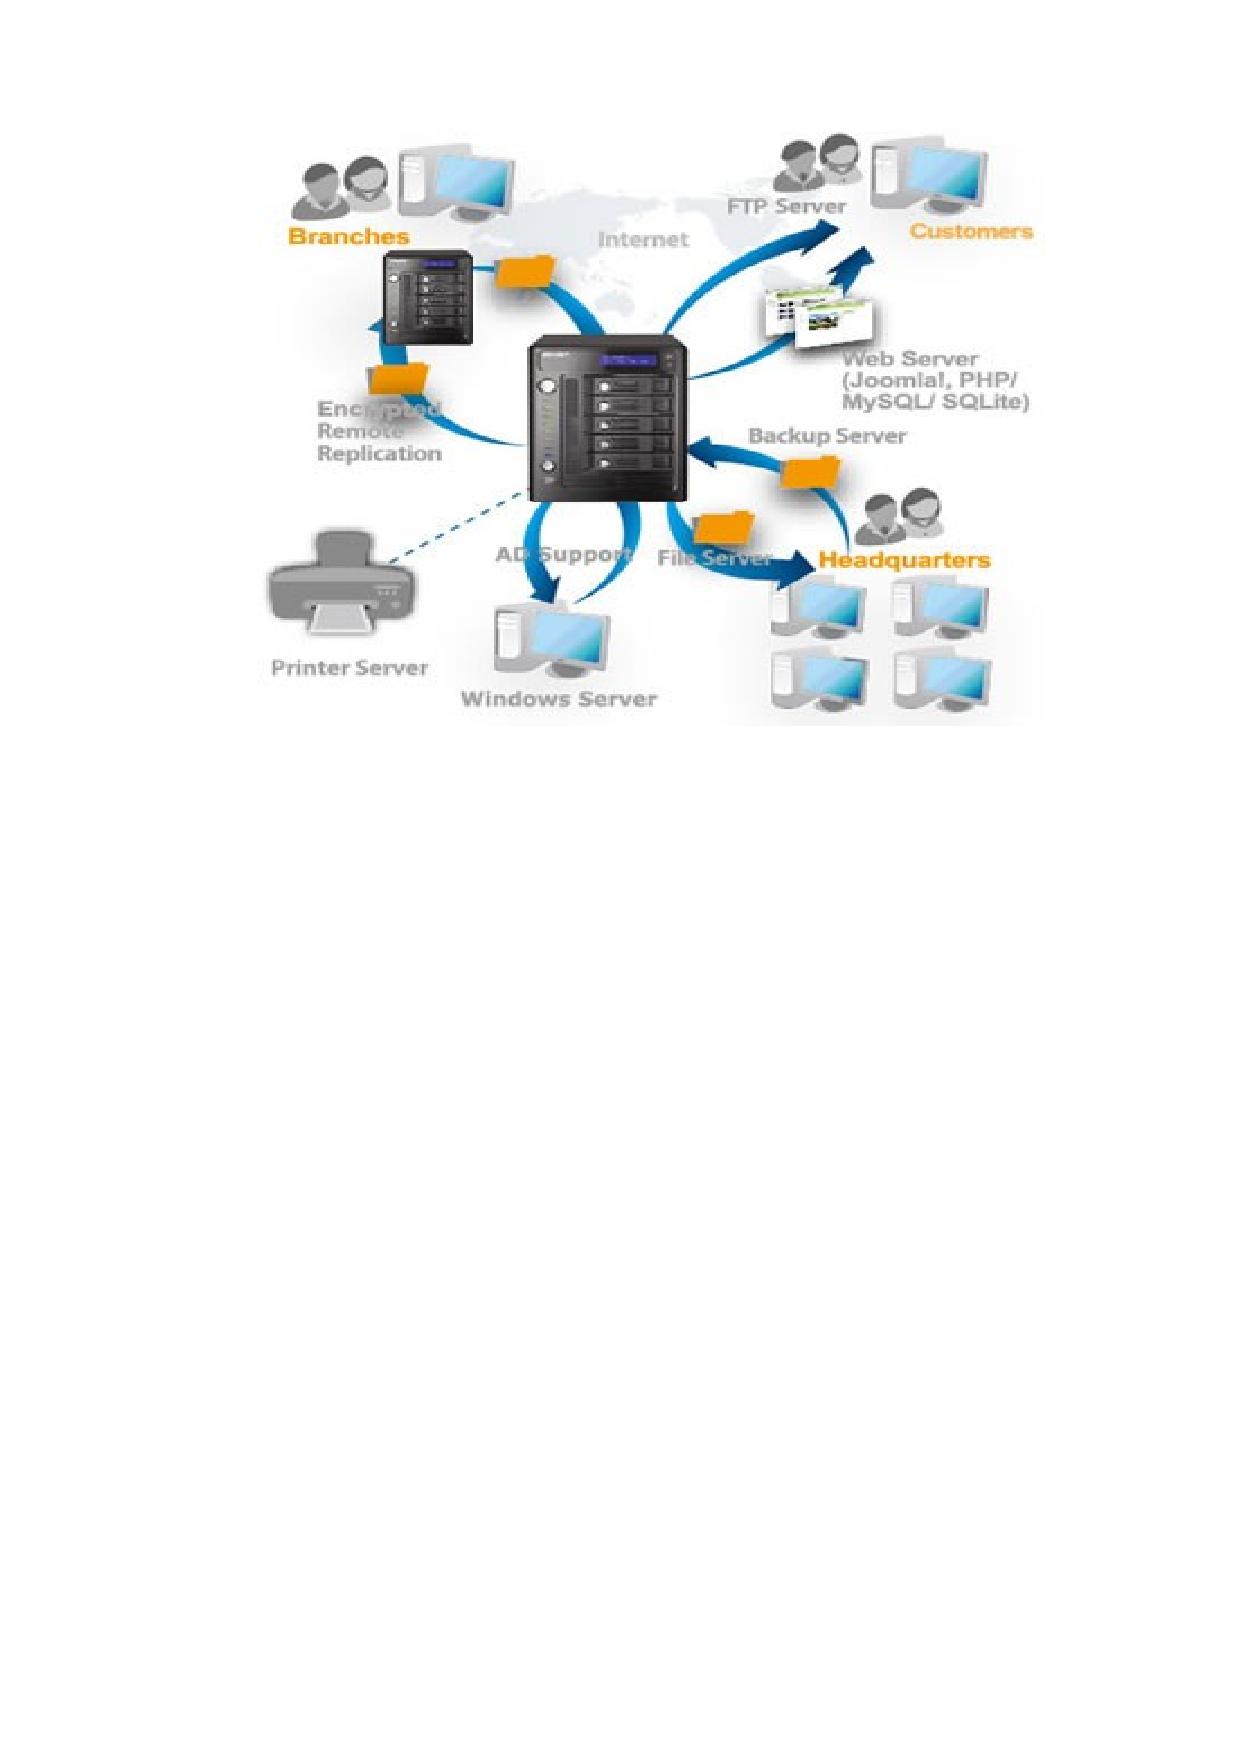 FTP Server
Branches
Customers
Internet
Web Server
(Joomla!, PHP/
MySQL/ SQLite)
Encrypted
Remote
Replication
Backup Server
AD Support
File Server
Headquarters
Printer Server
Windows Server